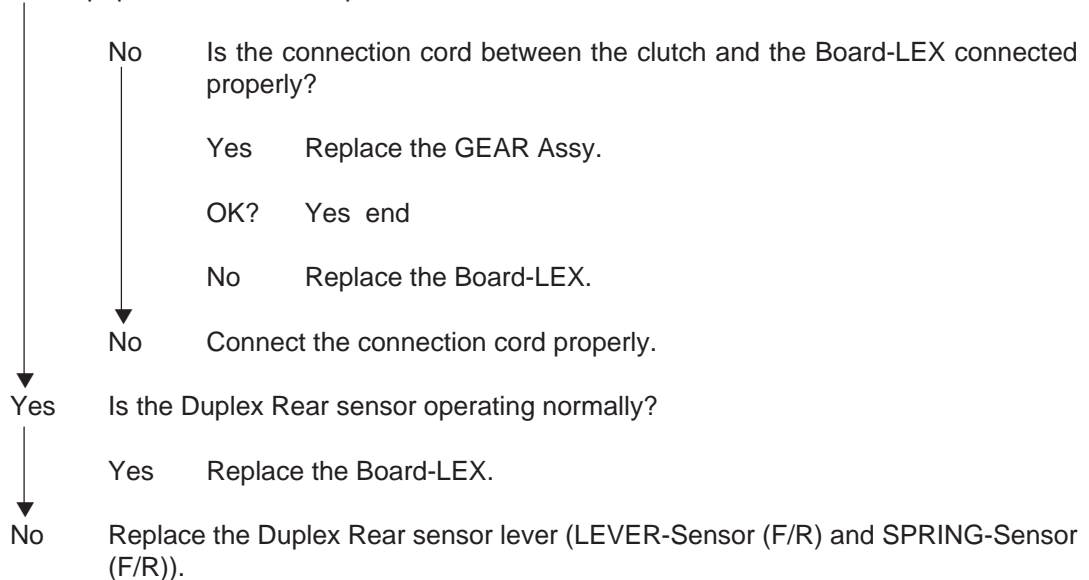 No Is the connection cord between the clutch and the Board-LEX connected
properly?
Yes Replace the GEAR Assy.
OK? Yes end
No Replace the Board-LEX.
No Connect the connection cord properly.
Yes Is the Duplex Rear sensor operating normally?
Yes Replace the Board-LEX.
No Replace the Duplex Rear sensor lever (LEVER-Sensor (F/R) and SPRING-Sensor
(F/R)).